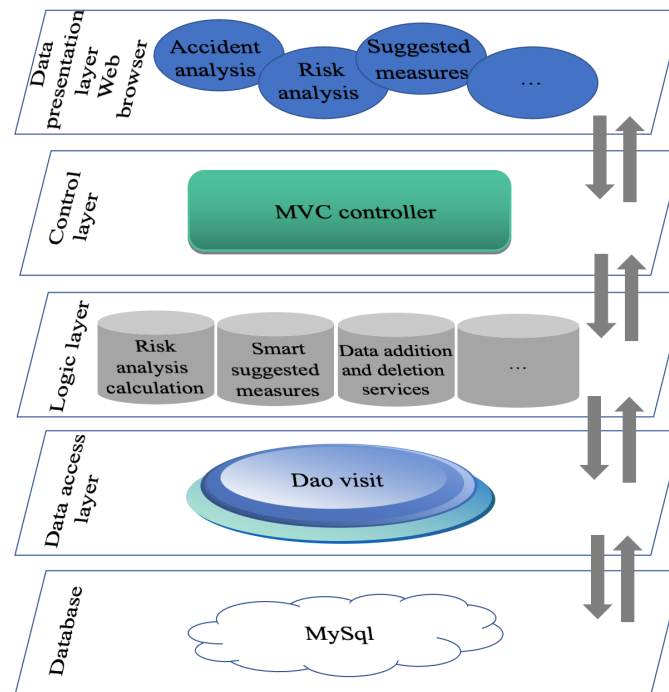 Data
presentation
layer
Web
browser
Accident
analysis
Risk
analysis
Suggested
measures
…
Control
layer
MVC controller
Logic layer
Risk
analysis
calculation
Smart
suggested
measures
Data addition
and deletion
services
…
Data access
layer
Dao visit
Database
MySql